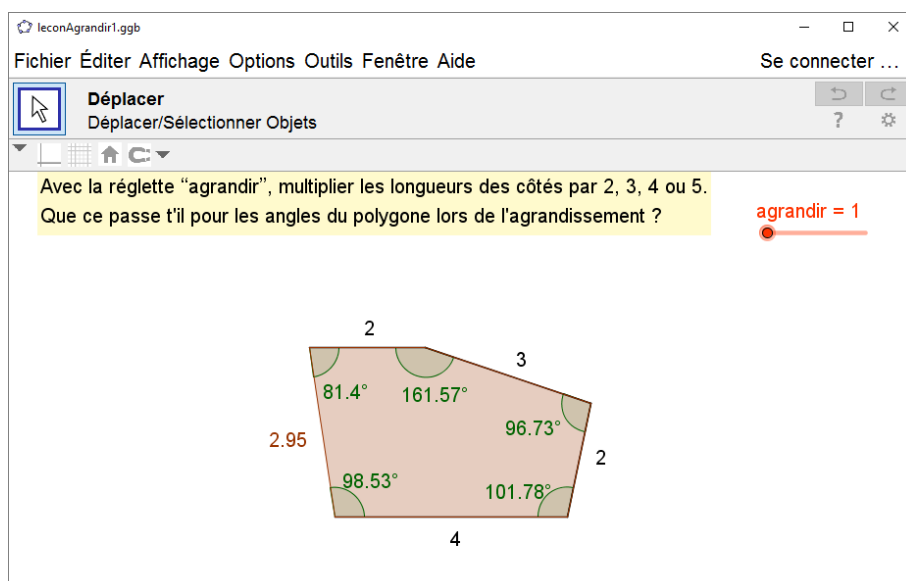 leconAgrandir1.ggb
Fichier Éditer Affichage Options Outils Fenêtre Aide Se connecter ...
Déplacer
Déplacer/Sélectionner Objets
?
Avec la réglette “agrandir”, multiplier les longueurs des côtés par 2, 3, 4 ou 5.
Que ce passe t'il pour les angles du polygone lors de l'agrandissement ?
agrandir = 1
2
3
81.4°
161.57°
96.73°
2.95
2
98.53°
101.78°
4